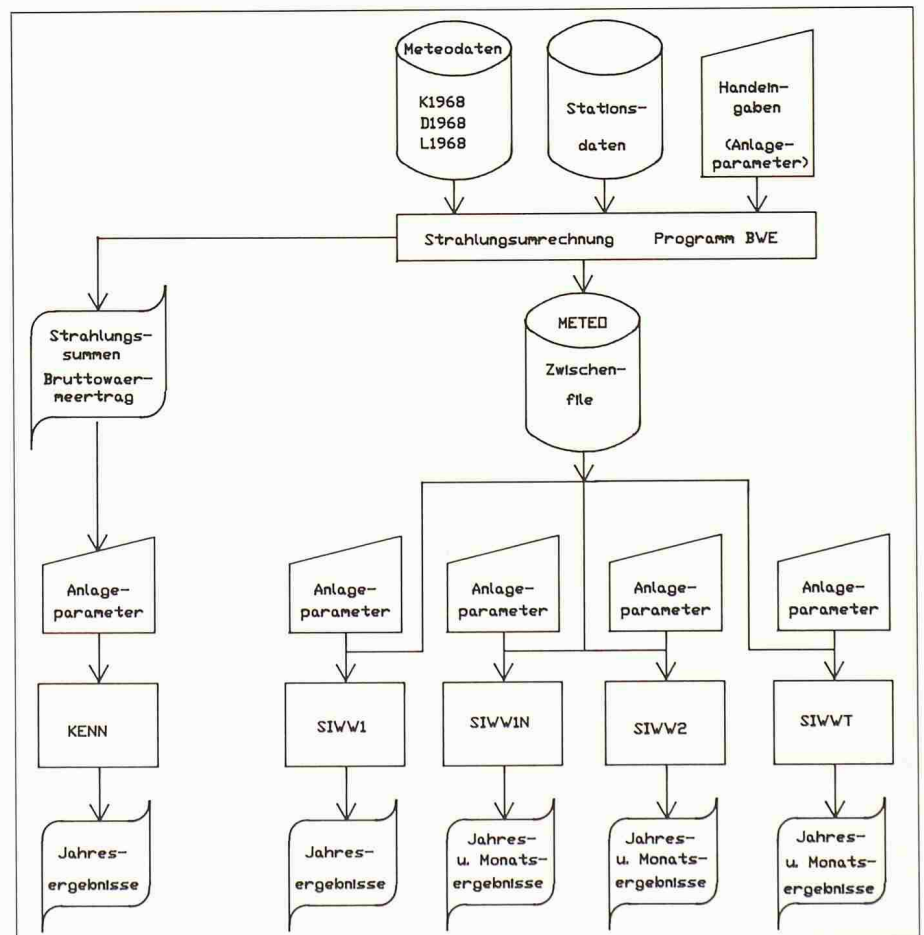 Meteodaten
K1968
D1968
L1968
Stations-
daten
Handein-
gaben
(Anlage-
parameter)
Strahlungsumrechnung Programm BWE
Strahlungs-
summen
Bruttowaer-
meertrag
METEO
Zwischen-
file
Anlage-
parameter
Anlage-
parameter
Anlage-
parameter
Anlage-
parameter
Anlage-
parameter
KENN
SIWW1
SIWW1N
SIWW2
SIWWT
Jahres-
ergebnisse
Jahres-
ergebnisse
Jahres-
u. Monats-
ergebnisse
Jahres-
u. Monats-
ergebnisse
Jahres-
u. Monats-
ergebnisse